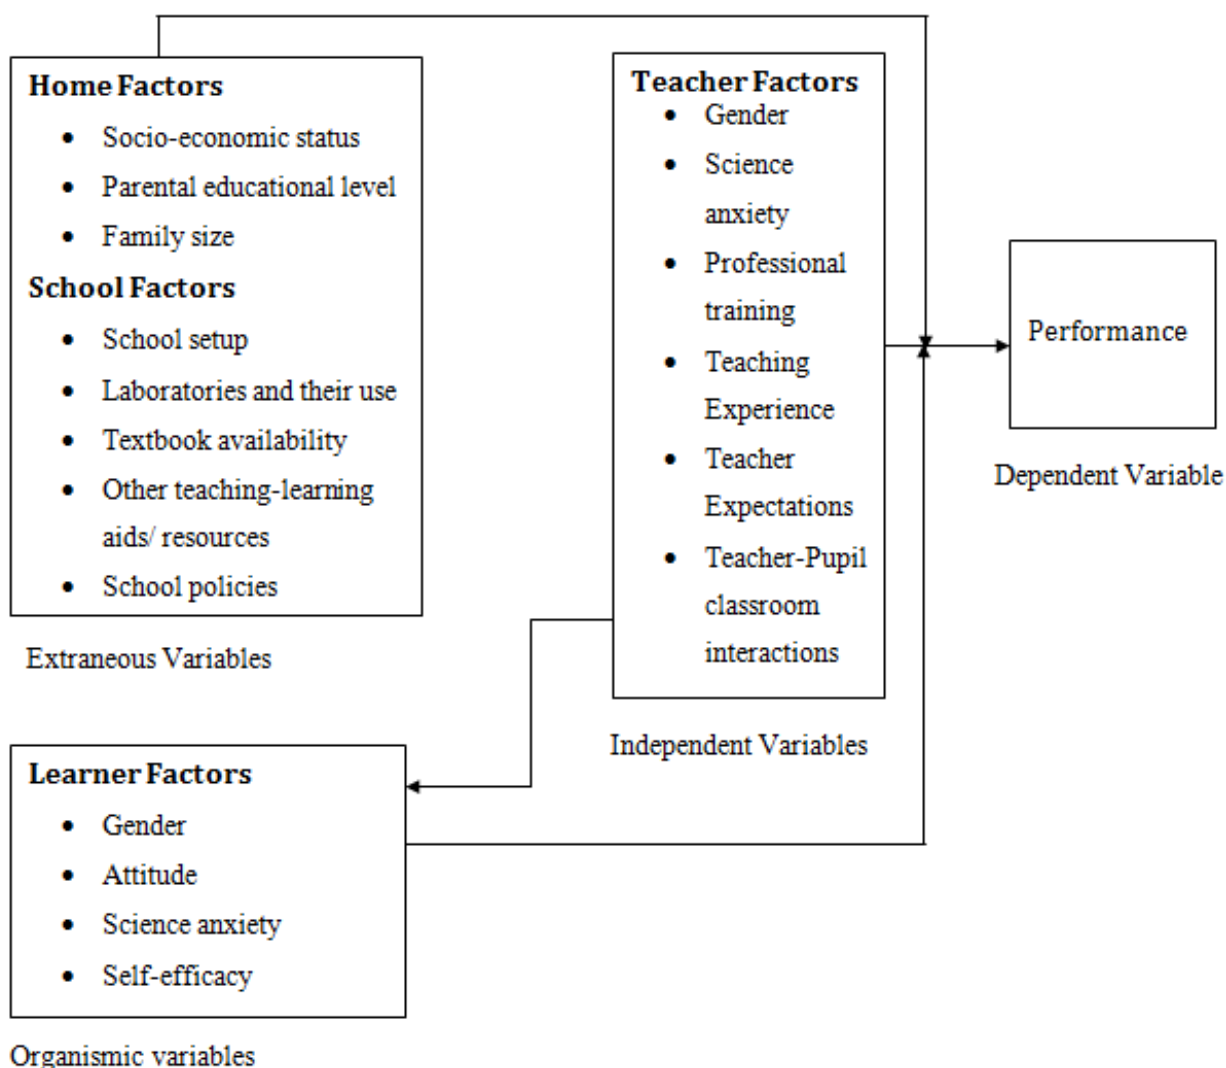 Home Factors
• Socio-economic status
• Parental educational level
• Family size
School Factors
• School setup
• Laboratories and their use
• Textbook availability
• Other teaching-learning
aids/ resources
• School policies
Extraneous Variables
Teacher Factors
• Gender
• Science
anxiety
• Professional
training
• Teaching
Experience
• Teacher
Expectations
• Teacher-Pupil
classroom
interactions
Independent Variables
Performance
Dependent Variable
Learner Factors
• Gender
• Attitude
• Science anxiety
• Self-efficacy
Organismic variables